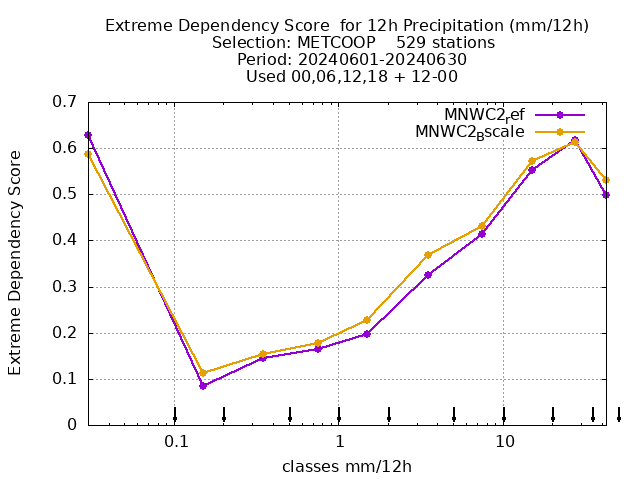 Extreme Dependency Score  for 12h Precipitation (mm/12h)
Selection: METCOOP    529 stations
Period: 20240601-20240630
Used 00,06,12,18 + 12-00
MNWC2ref
MNWC2Bscale
Extreme Dependency Score
0.7
0.6
0.5
0.4
0.3
0.2
0.1
0
0.1 1 10
classes mm/12h